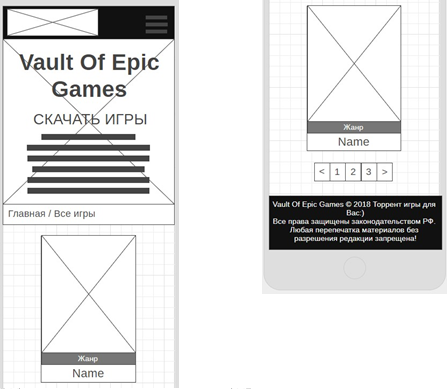 Vault Of Epic
Games
СКАЧАТЬ ИГРЫ
Главная / Все игры
Жанр
Name
Жанр
Name
< 1 2 3 >
Vault Of Epic Games © 2018 Торрент игры для
Вас:)
Все права защищены законодательством РФ.
Любая перепечатка материалов без
разрешения редакции запрещена!